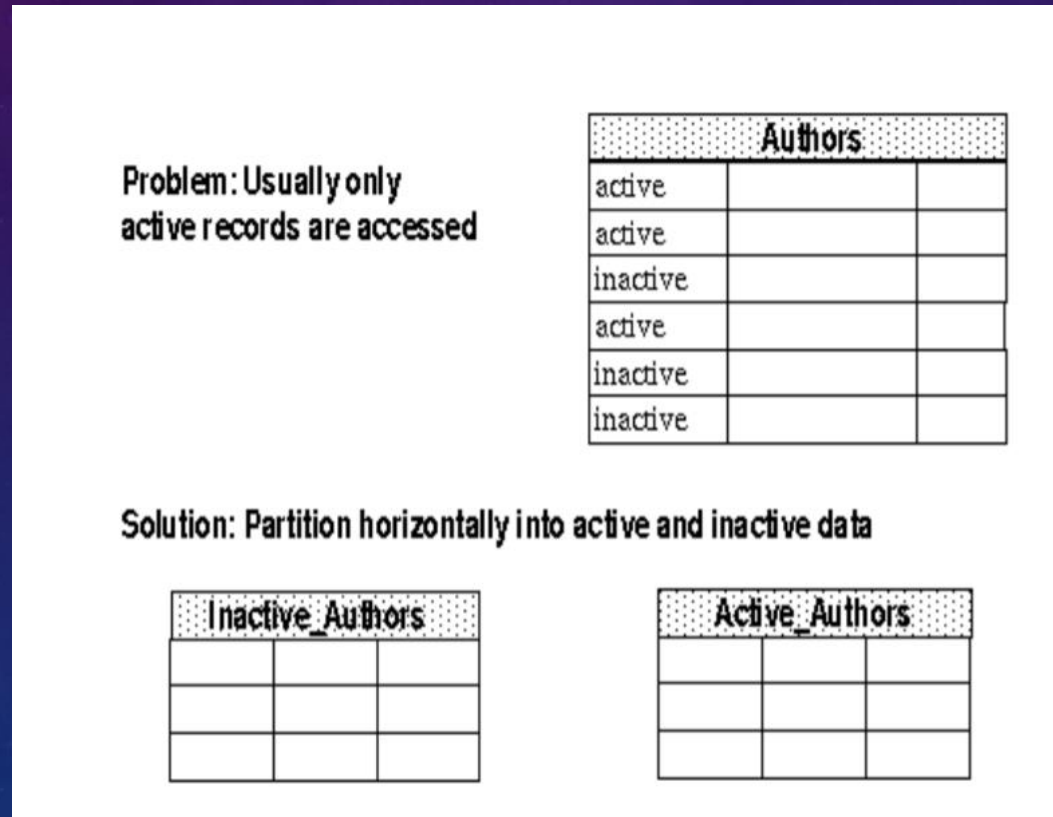 Problem: Usually only
active records are accessed
Authors
active
active
inactive
active
inactive
inactive
Solution: Partition horizontally into active and inactive data
Inactive_Authors
Active_Authors